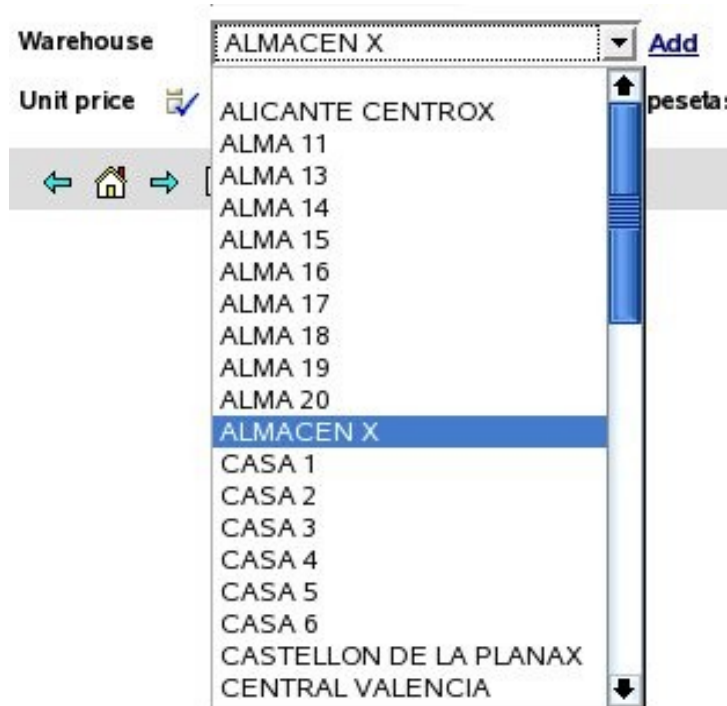 Warehouse ALMACEN X Add
Unit price pesetas
ALICANTE CENTROX
ALMA 11
ALMA 13
ALMA 14
ALMA 15
ALMA 16
ALMA 17
ALMA 18
ALMA 19
ALMA 20
ALMACEN X
CASA 1
CASA 2
CASA 3
CASA 4
CASA 5
CASA 6
CASTELLON DE LA PLANAX
CENTRAL VALENCIA